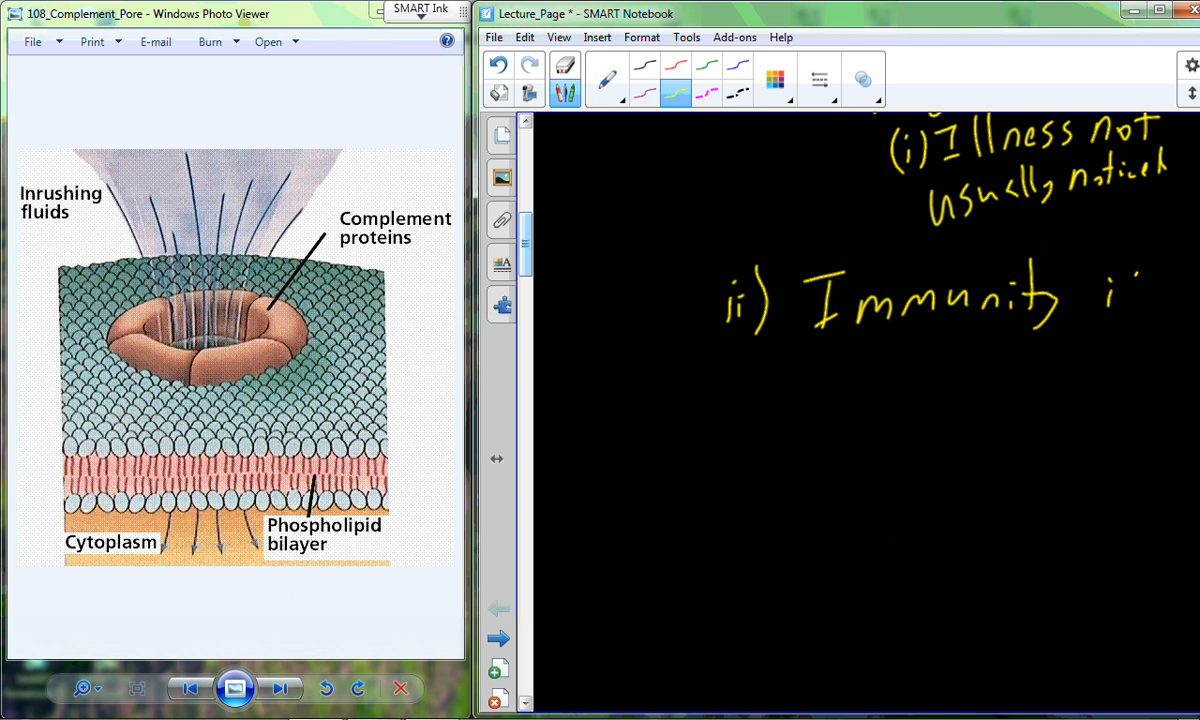 108_Complement_Pore - Windows Photo Viewer
SMART Ink
File Print E-mail Burn Open
Inrushing
fluids
Complement
proteins
Cytoplasm
Phospholipid
bilayer
Lecture_Page * - SMART Notebook
File Edit View Insert Format Tools Add-ons Help
(i) Illness not
usually noticed
ii) Immunity i